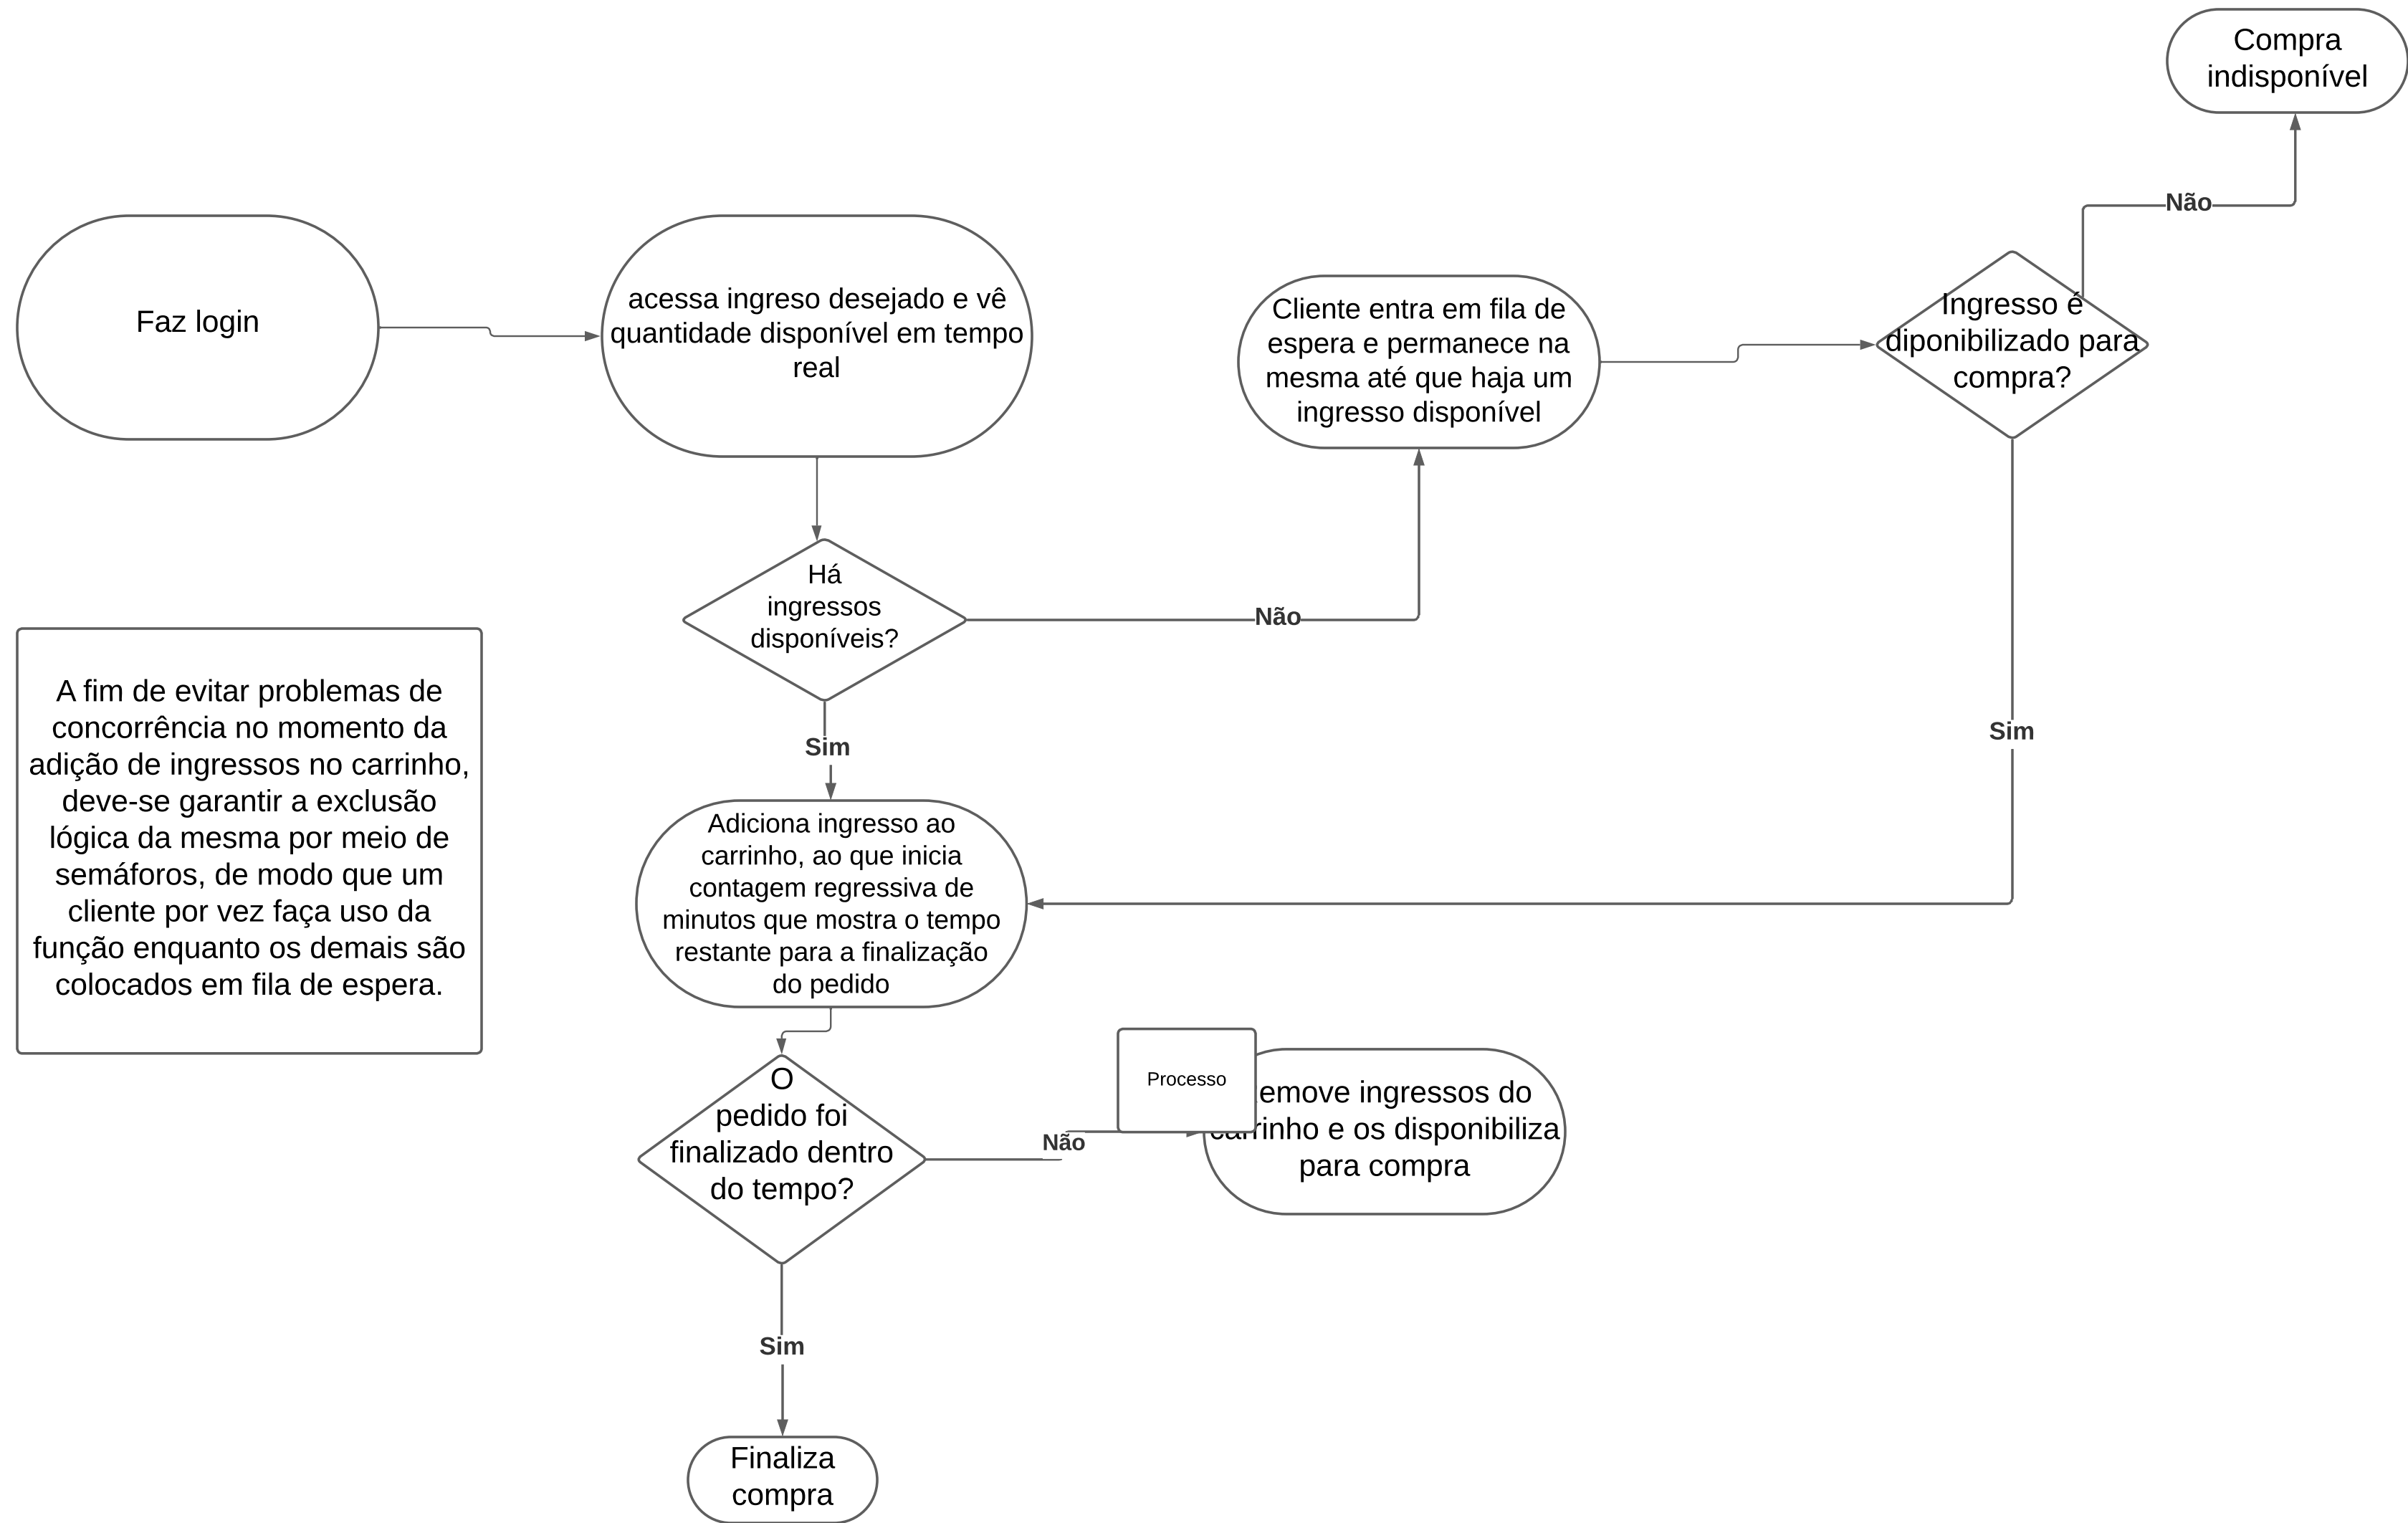 Compra
indisponível
Não
Faz login
acessa ingreso desejado e vê
quantidade disponível em tempo
real
Cliente entra em fila de
espera e permanece na
mesma até que haja um
ingresso disponível
Ingresso é
diponibilizado para
compra?
Há
ingressos
disponíveis?
Não
Sim
Sim
A fim de evitar problemas de
concorrência no momento da
adição de ingressos no carrinho,
deve-se garantir a exclusão
lógica da mesma por meio de
semáforos, de modo que um
cliente por vez faça uso da
função enquanto os demais são
colocados em fila de espera.
Adiciona ingresso ao
carrinho, ao que inicia
contagem regressiva de
minutos que mostra o tempo
restante para a finalização
do pedido
O
pedido foi
finalizado dentro
do tempo?
Não
Processo
emove ingressos do
carrinho e os disponibiliza
para compra
Sim
Finaliza
compra